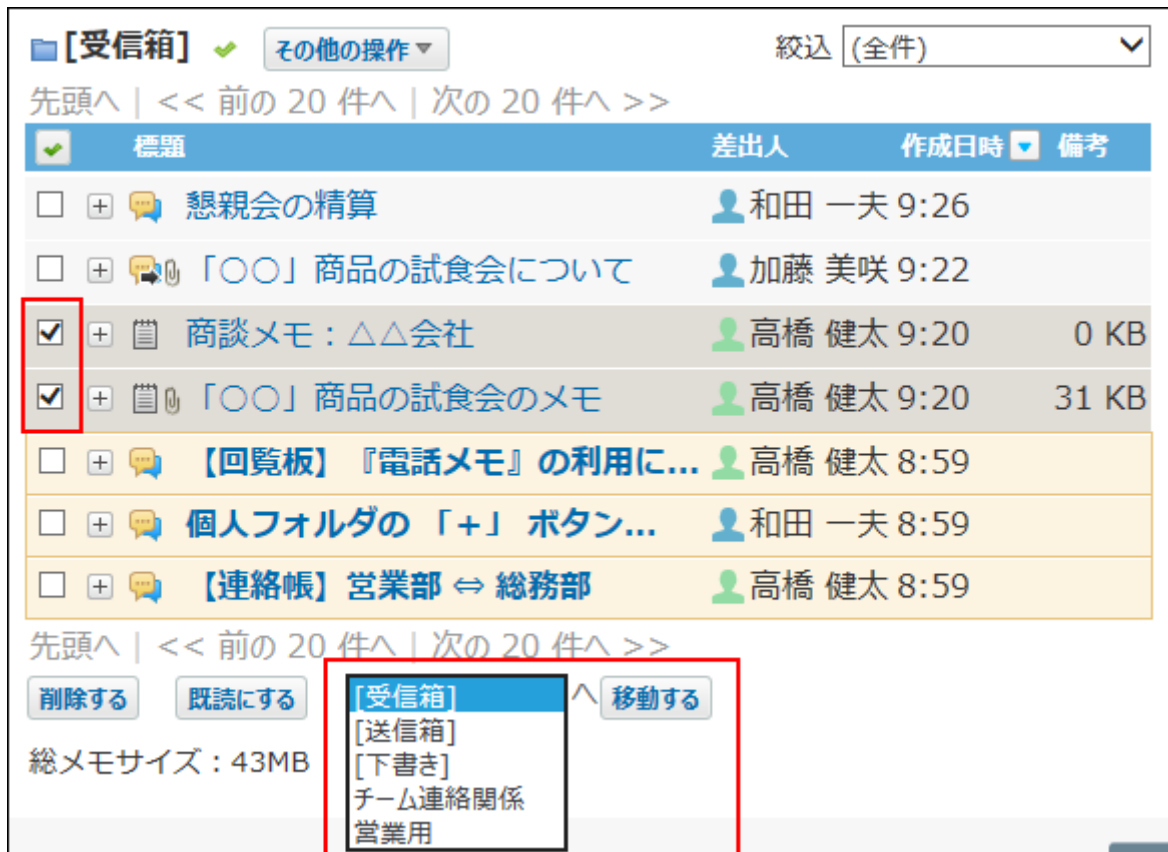 [受信箱] その他の操作 絞込 (全件)
先頭へ | << 前の 20 件へ | 次の 20 件へ >>
標題 差出人 作成日時 備考
懇親会の精算 和田 一夫 9:26
「○○」商品の試食会について 加藤 美咲 9:22
商談メモ：△△会社 高橋 健太 9:20 0 KB
「○○」商品の試食会のメモ 高橋 健太 9:20 31 KB
【回覧板】『電話メモ』の利用に... 高橋 健太 8:59
個人フォルダの 「+」 ボタン... 和田 一夫 8:59
【連絡帳】営業部 ⇔ 総務部 高橋 健太 8:59
先頭へ | << 前の 20 件へ | 次の 20 件へ >>
削除する 既読にする [受信箱] へ 移動する
[送信箱]
総メモサイズ：43MB [下書き]
チーム連絡関係
営業用